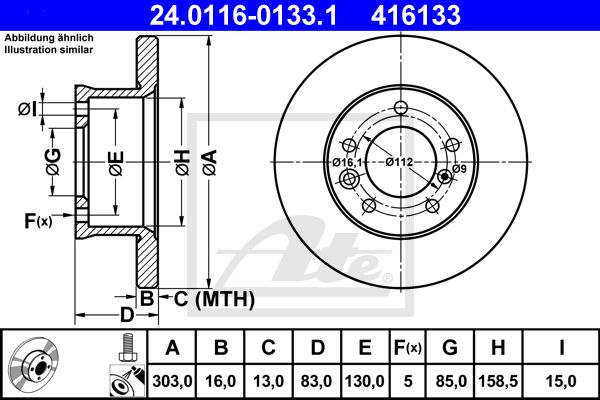 24.0116-0133.1 416133
Abbildung ähnlich
Illustration similar
ØI
ØG
ØE
ØH
ØA
F(x)
B
C (MTH)
D
Ø16,1
Ø112
Ø9
Ate
A B C D E F(x) G H I
303,0 16,0 13,0 83,0 130,0 5 85,0 158,5 15,0